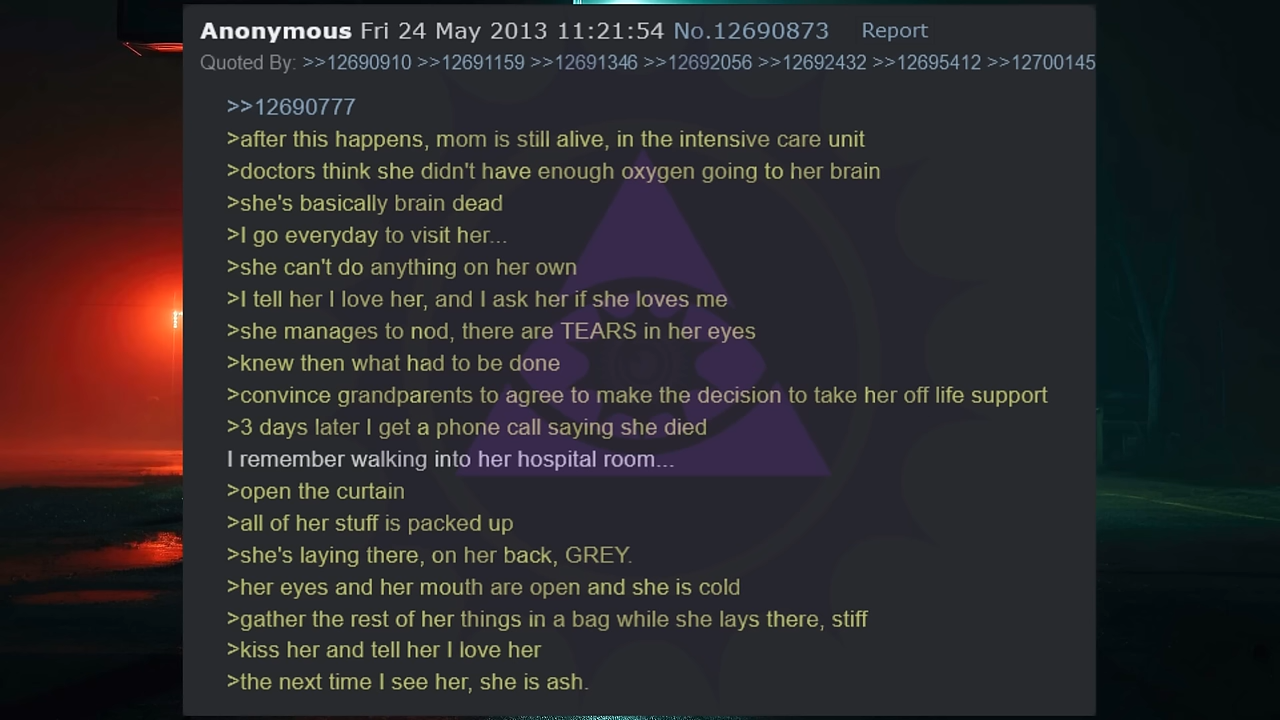 Anonymous Fri 24 May 2013 11:21:54 No.12690873 Report
Quoted By: >>12690910 >>12691159 >>12691346 >>12692056 >>12692432 >>12695412 >>12700145
>>12690777
>after this happens, mom is still alive, in the intensive care unit
>doctors think she didn't have enough oxygen going to her brain
>she's basically brain dead
>I go everyday to visit her...
>she can't do anything on her own
>I tell her I love her, and I ask her if she loves me
>she manages to nod, there are TEARS in her eyes
>knew then what had to be done
>convince grandparents to agree to make the decision to take her off life support
>3 days later I get a phone call saying she died
I remember walking into her hospital room...
>open the curtain
>all of her stuff is packed up
>she's laying there, on her back, GREY.
>her eyes and her mouth are open and she is cold
>gather the rest of her things in a bag while she lays there, stiff
>kiss her and tell her I love her
>the next time I see her, she is ash.